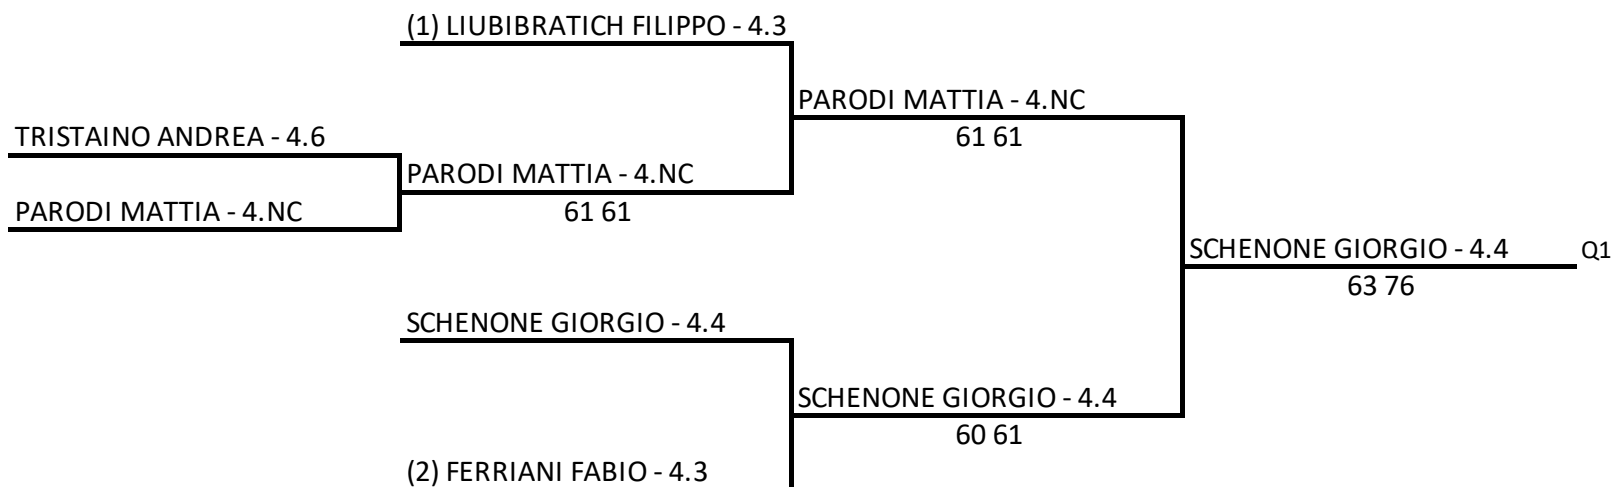 (1) LIUBIBRATICH FILIPPO - 4.3
PARODI MATTIA - 4.NC
61 61
TRISTAINO ANDREA - 4.6
PARODI MATTIA - 4.NC
61 61
PARODI MATTIA - 4.NC
SCHENONE GIORGIO - 4.4 Q1
63 76
SCHENONE GIORGIO - 4.4
SCHENONE GIORGIO - 4.4
60 61
(2) FERRIANI FABIO - 4.3